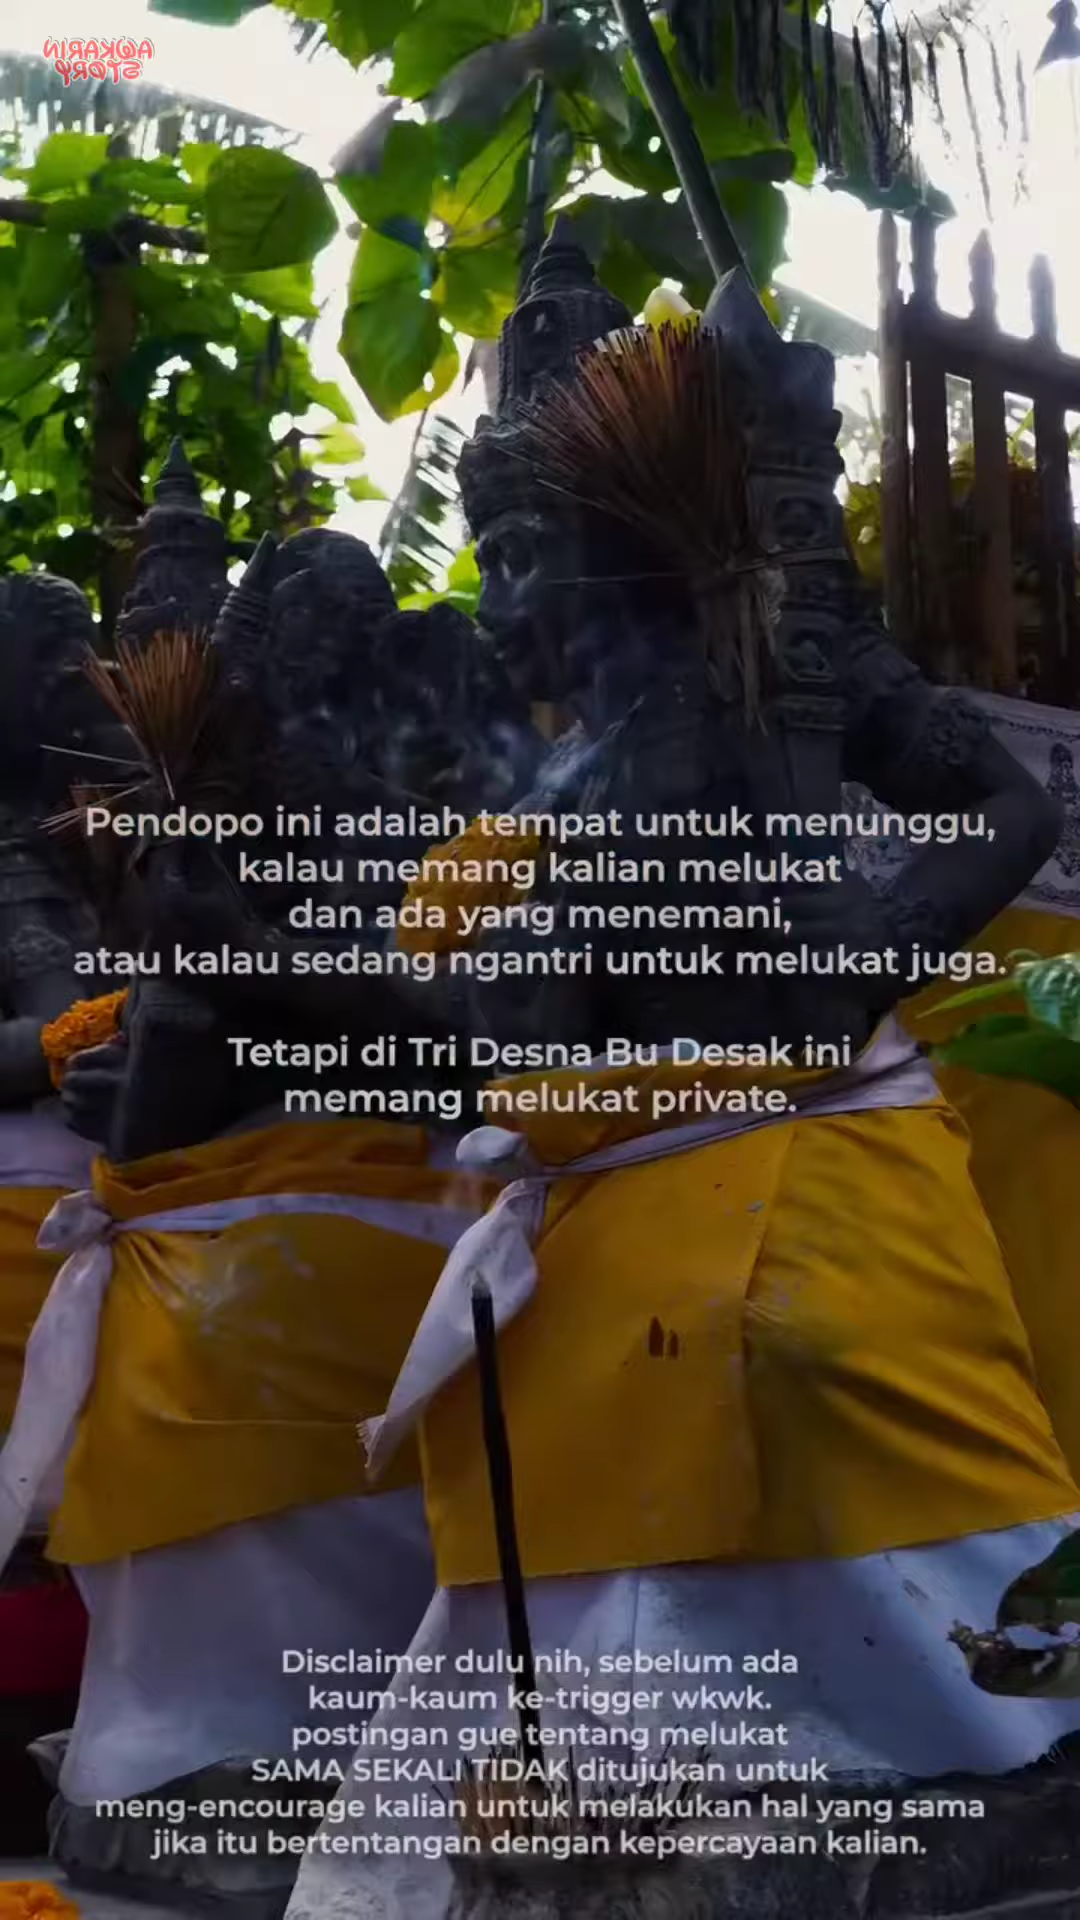 AWKARIN
STORY
Pendopo ini adalah tempat untuk menunggu,
kalau memang kalian melukat
dan ada yang menemani,
atau kalau sedang ngantri untuk melukat juga.
Tetapi di Tri Desna Bu Desak ini
memang melukat private.
Disclaimer dulu nih, sebelum ada
kaum-kaum ke-trigger wkwk.
postingan gue tentang melukat
SAMA SEKALI TIDAK ditujukan untuk
meng-encourage kalian untuk melakukan hal yang sama
jika itu bertentangan dengan kepercayaan kalian.